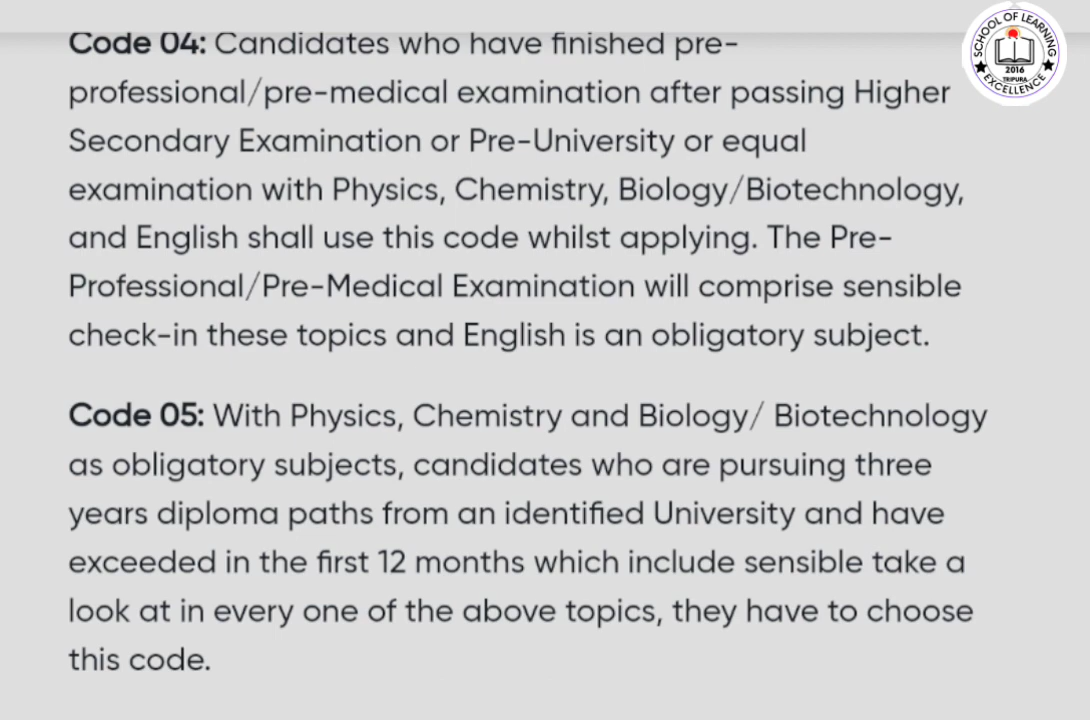 Code 04: Candidates who have finished pre-
professional/pre-medical examination after passing Higher
Secondary Examination or Pre-University or equal
examination with Physics, Chemistry, Biology/Biotechnology,
and English shall use this code whilst applying. The Pre-
Professional/Pre-Medical Examination will comprise sensible
check-in these topics and English is an obligatory subject.
Code 05: With Physics, Chemistry and Biology/ Biotechnology
as obligatory subjects, candidates who are pursuing three
years diploma paths from an identified University and have
exceeded in the first 12 months which include sensible take a
look at in every one of the above topics, they have to choose
this code.
SCHOOL OF LEARNING
2016
TRIPURA
EXCELLENCE